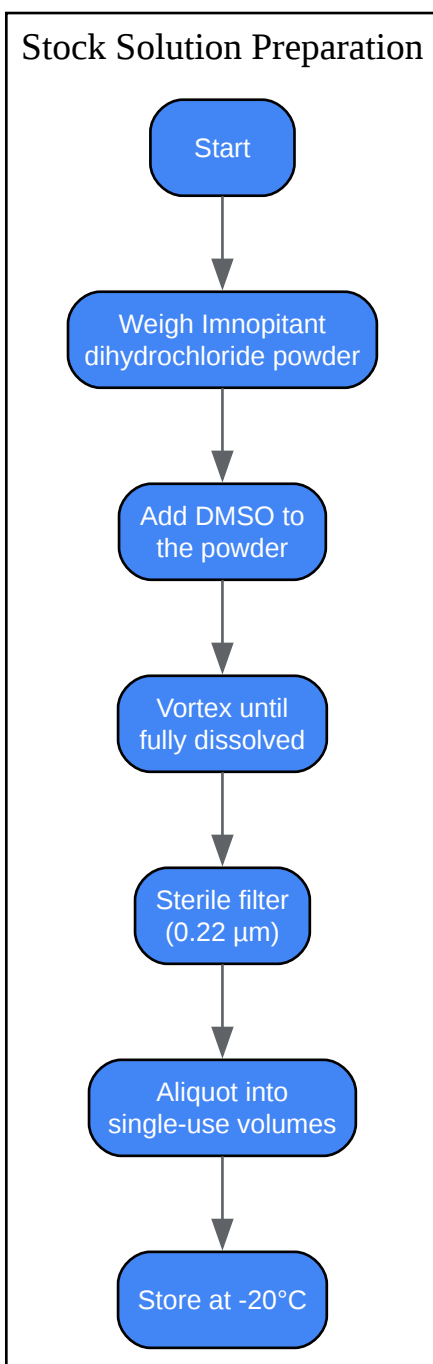 Stock Solution Preparation
Start
Weigh Imnopitant
dihydrochloride powder
Add DMSO to
the powder
Vortex until
fully dissolved
Sterile filter
(0.22 µm)
Aliquot into
single-use volumes
Store at -20°C